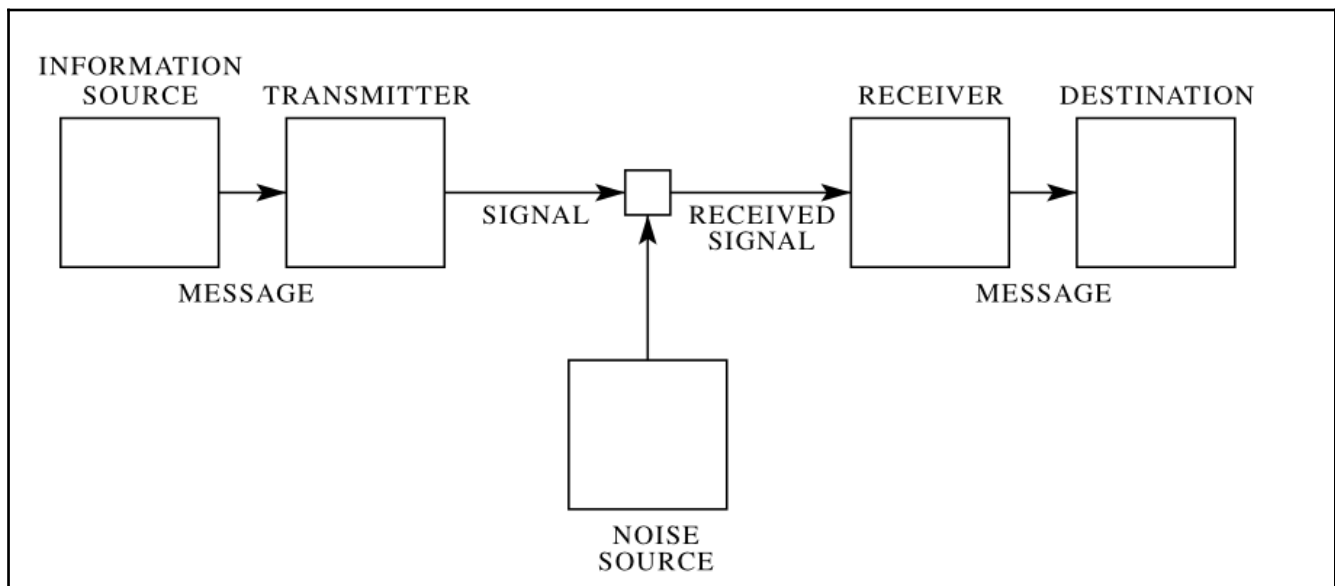 INFORMATION
SOURCE
TRANSMITTER
RECEIVER
DESTINATION
SIGNAL
RECEIVED
SIGNAL
MESSAGE
MESSAGE
NOISE
SOURCE